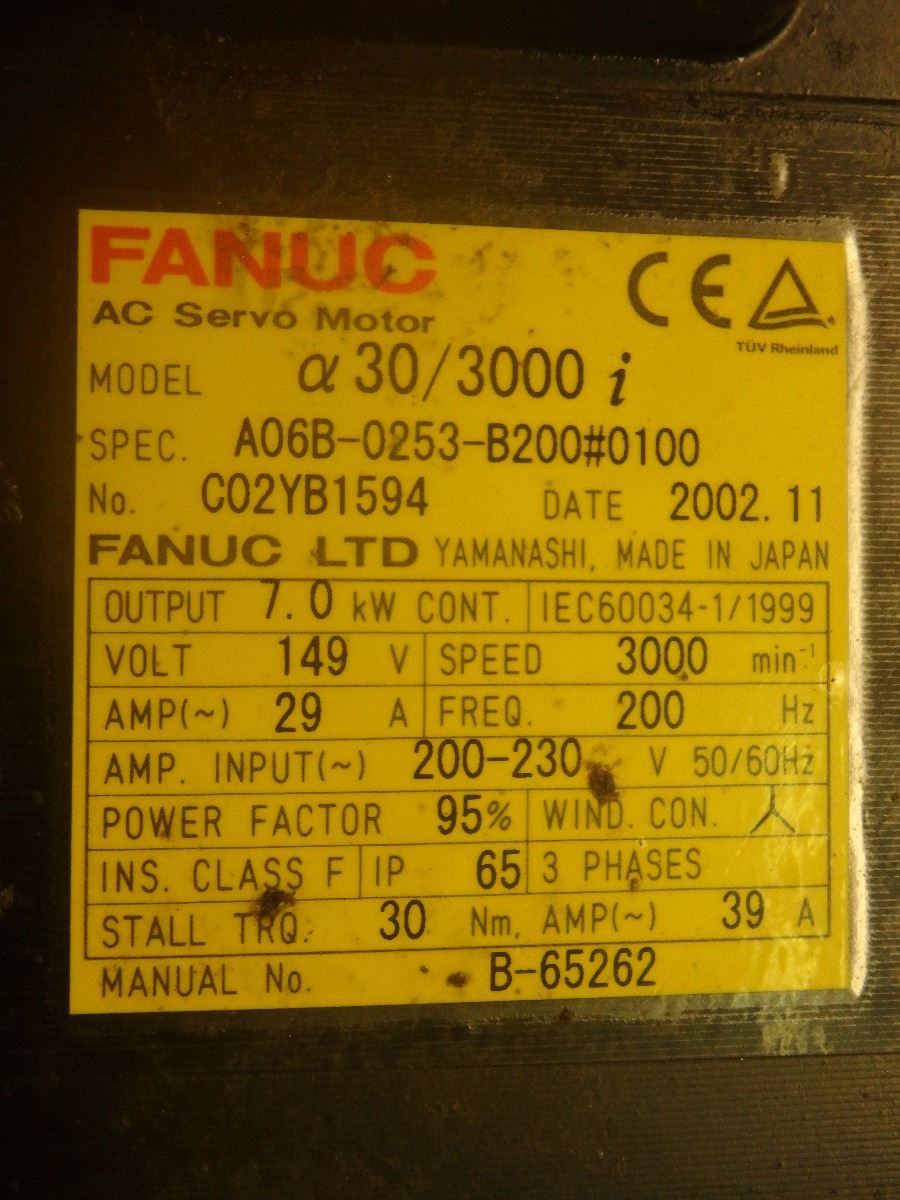 FANUC
AC Servo Motor
CE
TÜV Rheinland
MODEL α30/3000 i
SPEC. A06B-0253-B200#0100
No. C02YB1594 DATE 2002.11
FANUC LTD YAMANASHI, MADE IN JAPAN
OUTPUT 7.0 kW CONT. IEC60034-1/1999
VOLT 149 V SPEED 3000 min⁻¹
AMP(~) 29 A FREQ. 200 Hz
AMP. INPUT(~) 200-230 V 50/60Hz
POWER FACTOR 95% WIND. CON.
INS. CLASS F IP 65 3 PHASES
STALL TRQ. 30 Nm, AMP(~) 39 A
MANUAL No. B-65262